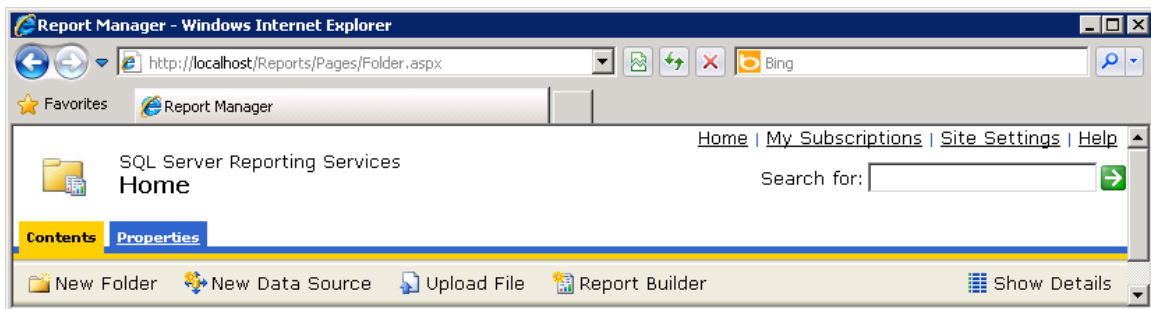 Report Manager - Windows Internet Explorer
http://localhost/Reports/Pages/Folder.aspx Bing
Favorites Report Manager
Home | My Subscriptions | Site Settings | Help
SQL Server Reporting Services
Home
Search for:
Contents Properties
New Folder New Data Source Upload File Report Builder Show Details